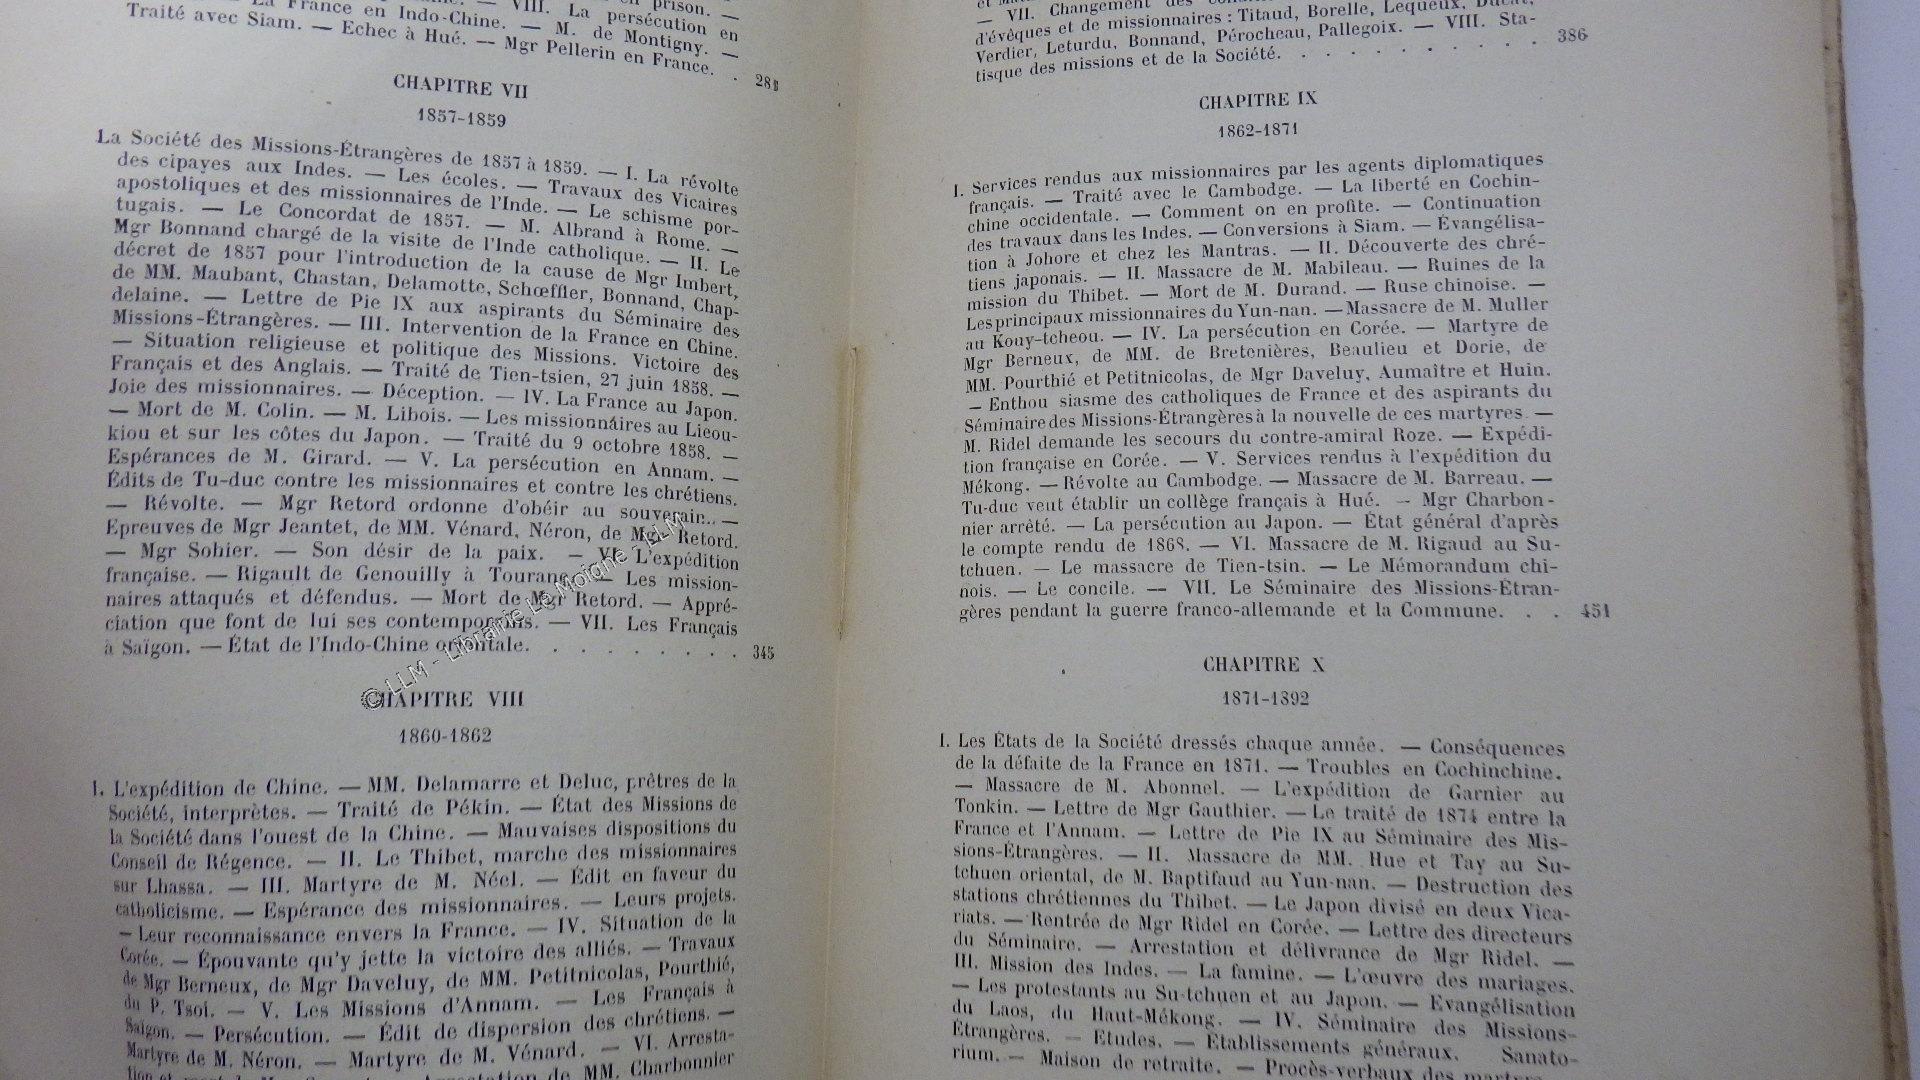 prison. —
VIII. La persécution en
La France en Indo-Chine. — M. de Montigny. —
Traité avec Siam. — Echec à Hué. — Mgr Pellerin en France. .
CHAPITRE VII
1857-1859
La Société des Missions-Étrangères de 1857 à 1859. — I. La révolte
des cipayes aux Indes. — Les écoles. — Travaux des Vicaires
apostoliques et des missionnaires de l'Inde. — Le schisme por-
tugais. — Le Concordat de 1857. — M. Albrand à Rome. —
Mgr Bonnand chargé de la visite de l'Inde catholique. — II. Le
décret de 1857 pour l'introduction de la cause de Mgr Imbert,
de MM. Maubant, Chastan, Delamotte, Schœffler, Bonnand, Chap-
delaine. — Lettre de Pie IX aux aspirants du Séminaire des
Missions-Étrangères. — III. Intervention de la France en Chine.
— Situation religieuse et politique des Missions. Victoire des
Français et des Anglais. — Traité de Tien-tsien, 27 juin 1858. —
Joie des missionnaires. — Déception. — IV. La France au Japon.
— Mort de M. Colin. — M. Libois. — Les missionnaires au Lieou-
kiou et sur les côtes du Japon. — Traité du 9 octobre 1858. —
Espérances de M. Girard. — V. La persécution en Annam. —
Édits de Tu-duc contre les missionnaires et contre les chrétiens.
— Révolte. — Mgr Retord ordonne d'obéir au souverain. —
Epreuves de Mgr Jeantet, de MM. Vénard, Néron, de Mgr Retord.
— Mgr Sohier. — Son désir de la paix. — VI. L'expédition
française. — Rigault de Genouilly à Tourane. — Les mission-
naires attaqués et défendus. — Mort de Mgr Retord. — Appré-
ciation que font de lui ses contemporains. — VII. Les Français
à Saïgon. — État de l'Indo-Chine orientale. . . . . . . . . 345
© LLM - Librairie Le Moigne - LLM
CHAPITRE VIII
1860-1862
I. L'expédition de Chine. — MM. Delamarre et Deluc, prêtres de la
Société, interprètes. — Traité de Pékin. — État des Missions de
la Société dans l'ouest de la Chine. — Mauvaises dispositions du
Conseil de Régence. — II. Le Thibet, marche des missionnaires
sur Lhassa. — III. Martyre de M. Néel. — Édit en faveur du
catholicisme. — Espérance des missionnaires. — Leurs projets.
— Leur reconnaissance envers la France. — IV. Situation de la
Corée. — Épouvante qu'y jette la victoire des alliés. — Travaux
de Mgr Berneux, de Mgr Daveluy, de MM. Petitnicolas, Pourthié,
du P. Tsoi. — V. Les Missions d'Annam. — Les Français à
Saïgon. — Persécution. — Édit de dispersion des chrétiens. —
Martyre de M. Néron. — Martyre de M. Vénard. — VI. Arresta-
Arrestation de MM. Charbonnier
— VII. Changement des
d'évêques et de missionnaires : Titaud, Borelle, Lequeux, Ducat,
Verdier, Leturdu, Bonnand, Pérocheau, Pallegoix. — VIII. Sta-
tisque des missions et de la Société. . . . . . . . . . . 386
CHAPITRE IX
1862-1871
I. Services rendus aux missionnaires par les agents diplomatiques
français. — Traité avec le Cambodge. — La liberté en Cochin-
chine occidentale. — Comment on en profite. — Continuation
des travaux dans les Indes. — Conversions à Siam. — Évangélisa-
tion à Johore et chez les Mantras. — II. Découverte des chré-
tiens japonais. — II. Massacre de M. Mabileau. — Ruines de la
mission du Thibet. — Mort de M. Durand. — Ruse chinoise. —
Les principaux missionnaires du Yun-nan. — Massacre de M. Muller
au Kouy-tcheou. — IV. La persécution en Corée. — Martyre de
Mgr Berneux, de MM. de Bretenières, Beaulieu et Dorie, de
MM. Pourthié et Petitnicolas, de Mgr Daveluy, Aumaître et Huin.
— Enthou siasme des catholiques de France et des aspirants du
Séminaire des Missions-Étrangères à la nouvelle de ces martyres. —
M. Ridel demande les secours du contre-amiral Roze. — Expédi-
tion française en Corée. — V. Services rendus à l'expédition du
Mékong. — Révolte au Cambodge. — Massacre de M. Barreau. —
Tu-duc veut établir un collège français à Hué. — Mgr Charbon-
nier arrêté. — La persécution au Japon. — État général d'après
le compte rendu de 1868. — VI. Massacre de M. Rigaud au Su-
tchuen. — Le massacre de Tien-tsin. — Le Mémorandum chi-
nois. — Le concile. — VII. Le Séminaire des Missions-Étran-
gères pendant la guerre franco-allemande et la Commune. . . 451
CHAPITRE X
1871-1892
I. Les États de la Société dressés chaque année. — Conséquences
de la défaite de la France en 1871. — Troubles en Cochinchine.
— Massacre de M. Abonnel. — L'expédition de Garnier au
Tonkin. — Lettre de Mgr Gauthier. — Le traité de 1874 entre la
France et l'Annam. — Lettre de Pie IX au Séminaire des Mis-
sions-Étrangères. — II. Massacre de MM. Hue et Tay au Su-
tchuen oriental, de M. Baptifaud au Yun-nan. — Destruction des
stations chrétiennes du Thibet. — Le Japon divisé en deux Vica-
riats. — Rentrée de Mgr Ridel en Corée. — Lettre des directeurs
du Séminaire. — Arrestation et délivrance de Mgr Ridel. —
III. Mission des Indes. — La famine. — L'œuvre des mariages.
— Les protestants au Su-tchuen et au Japon. — Evangélisation
du Laos, du Haut-Mékong. — IV. Séminaire des Missions-
Étrangères. — Etudes. — Etablissements généraux. Sanato-
rium. — Maison de retraite. — Procès-verbaux des